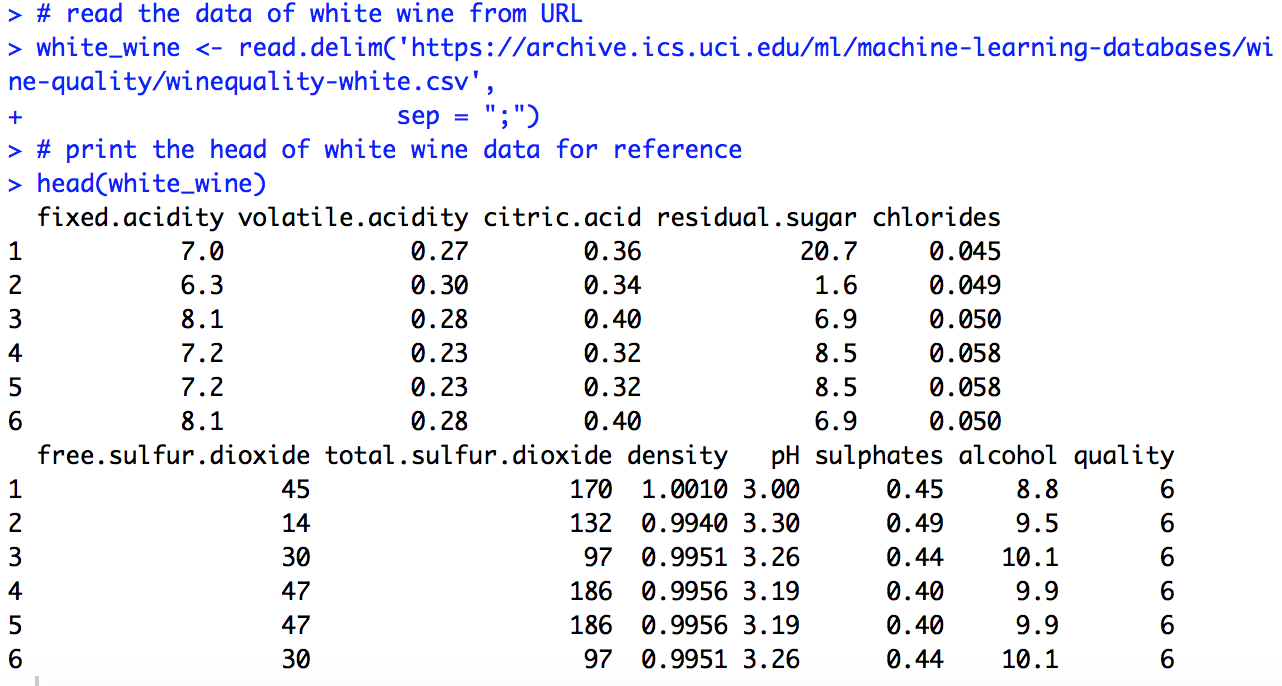 > # read the data of white wine from URL
> white_wine <- read.delim('https://archive.ics.uci.edu/ml/machine-learning-databases/wi
ne-quality/winequality-white.csv',
+                          sep = ";")
> # print the head of white wine data for reference
> head(white_wine)
  fixed.acidity volatile.acidity citric.acid residual.sugar chlorides
1           7.0             0.27        0.36           20.7     0.045
2           6.3             0.30        0.34            1.6     0.049
3           8.1             0.28        0.40            6.9     0.050
4           7.2             0.23        0.32            8.5     0.058
5           7.2             0.23        0.32            8.5     0.058
6           8.1             0.28        0.40            6.9     0.050
  free.sulfur.dioxide total.sulfur.dioxide density   pH sulphates alcohol quality
1                  45                  170  1.0010 3.00      0.45     8.8       6
2                  14                  132  0.9940 3.30      0.49     9.5       6
3                  30                   97  0.9951 3.26      0.44    10.1       6
4                  47                  186  0.9956 3.19      0.40     9.9       6
5                  47                  186  0.9956 3.19      0.40     9.9       6
6                  30                   97  0.9951 3.26      0.44    10.1       6